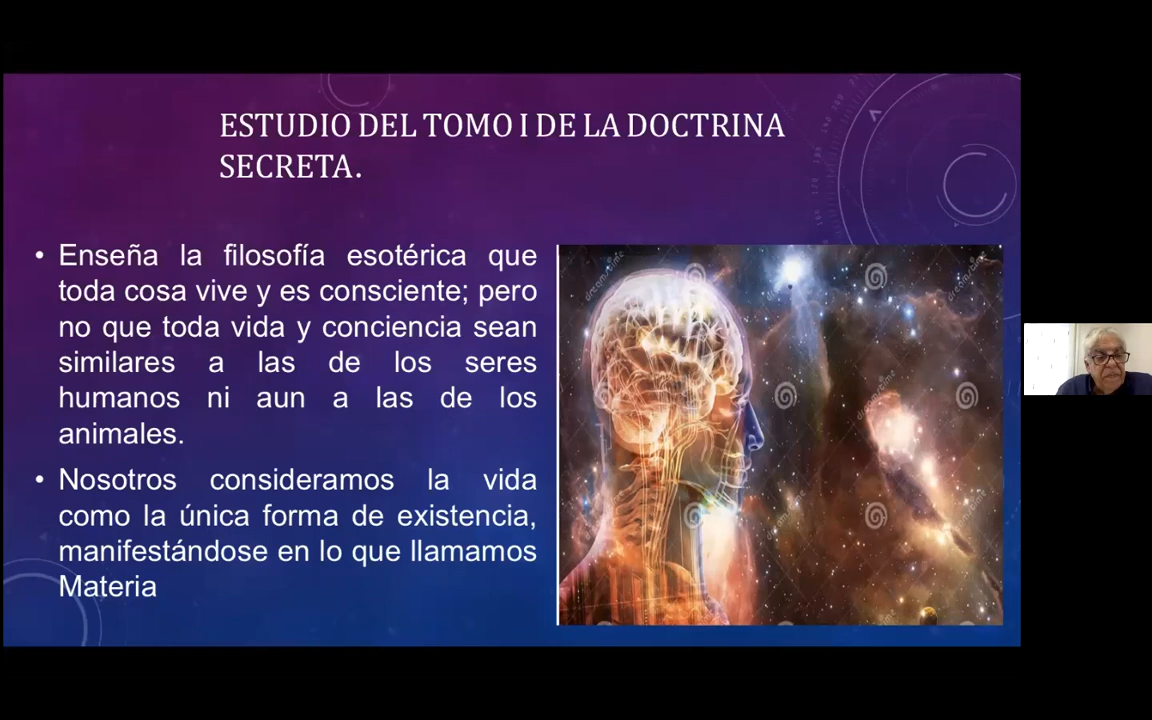 ESTUDIO DEL TOMO I DE LA DOCTRINA
SECRETA.
• Enseña la filosofía esotérica que
toda cosa vive y es consciente; pero
no que toda vida y conciencia sean
similares a las de los seres
humanos ni aun a las de los
animales.
• Nosotros consideramos la vida
como la única forma de existencia,
manifestándose en lo que llamamos
Materia